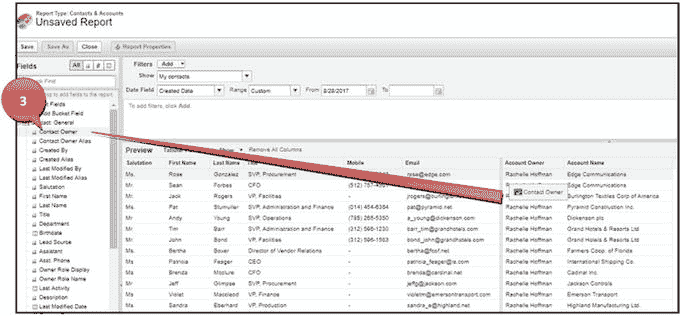 Report Type: Contacts & Accounts
Unsaved Report
Save Save As Close Report Properties
Fields All
Filters Add
Show My contacts
Date Field Created Date Range Custom From 8/28/2017 To
To add filters, click Add.
to add fields to the report
3
Fields
Bucket Field
General
Contact Owner
Contact Owner Alias
Created By
Created Alias
Last Modified By
Last Modified Alias
Salutation
First Name
Last Name
Title
Department
Birthdate
Lead Source
Assistant
Asst. Phone
Owner Role Display
Owner Role Name
Last Activity
Description
Last Modified Date
Preview Remove All Columns
Salutation First Name Last Name Mobile Email Account Owner Account Name
Ms. Rose Gonzalez SVP, Procurement rose@edge.com Rachelle Hoffman Edge Communications
Mr. Sean Forbes CFO (512) Rachelle Hoffman Edge Communications
Mr. Jack Rogers VP, Facilities - Contact Owner Burlington Textiles Corp of America
Ms. Pat Stumuller SVP, Administration and Finance (014) 454-6364 pat@pyramid.net Rachelle Hoffman Pyramid Construction Inc.
Mr. Andy Young SVP, Operations (785) 265-5350 a_young@dickenson.com Rachelle Hoffman Dickenson plc
Mr. Tim Barr SVP, Administration and Finance (312) 596-1230 barr_tim@grandhotels.com Rachelle Hoffman Grand Hotels & Resorts Ltd
Mr. John Bond VP, Facilities (312) 596-1563 bond_john@grandhotels.com Rachelle Hoffman Grand Hotels & Resorts Ltd
Ms. Bertha Boxer Director of Vendor Relations - bertha@fcof.net Rachelle Hoffman Farmers Coop. of Florida
Ms. Patricia Feager CEO - patricia_feager@is.com Rachelle Hoffman International Shipping Co.
Ms. Brenda Mcclure CFO - brenda@cardinal.net Rachelle Hoffman Cadinal Inc.
Mr. Jeff Glimpse SVP, Procurement - jeffg@jackson.com Rachelle Hoffman Jackson Controls
Ms. Violet Maccleod VP, Finance - violetm@emersontransport.com Rachelle Hoffman Emerson Transport
Ms. Sandra Eberhard VP, Production - sandra_e@highland.net Rachelle Hoffman Highland Manufacturing Ltd.